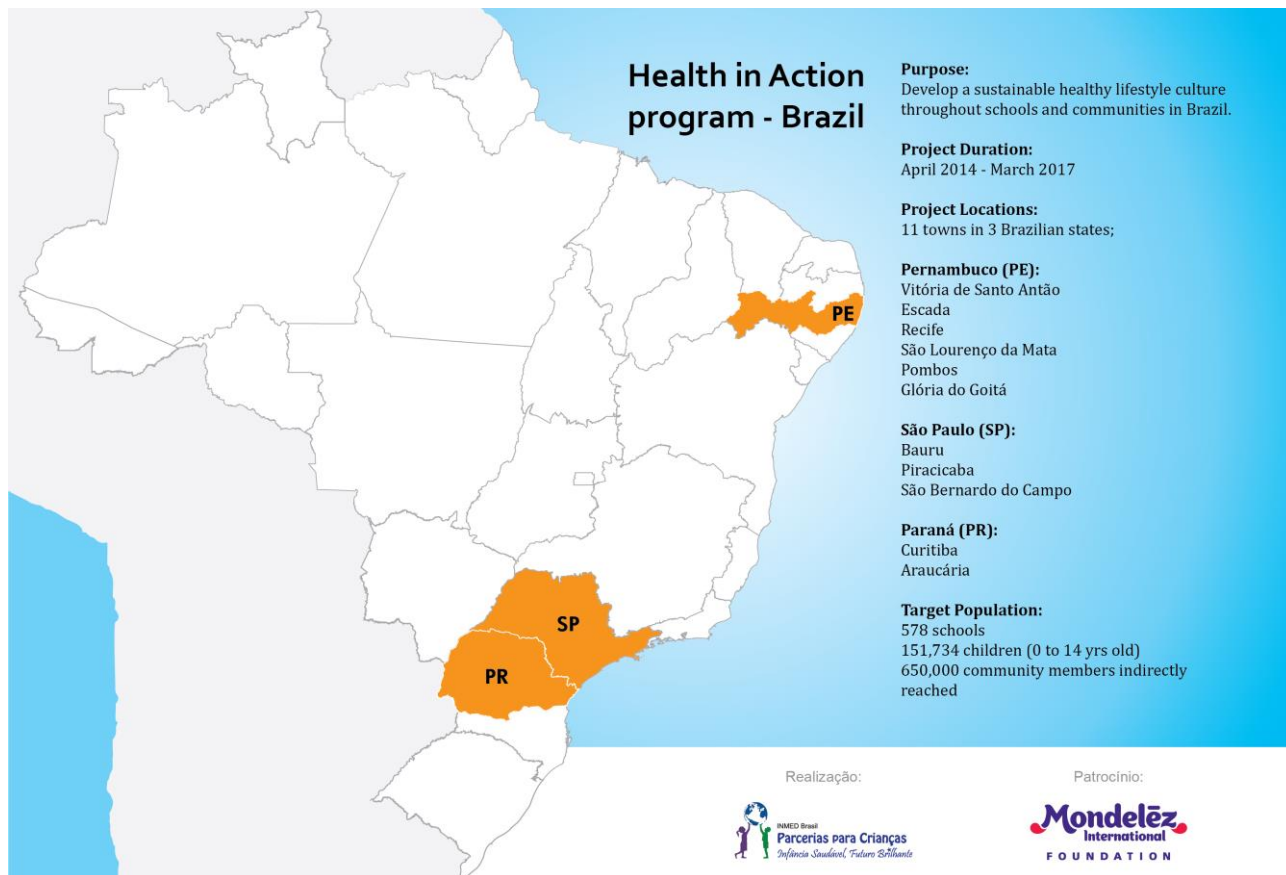 Health in Action
program - Brazil
Purpose:
Develop a sustainable healthy lifestyle culture
throughout schools and communities in Brazil.
Project Duration:
April 2014 - March 2017
Project Locations:
11 towns in 3 Brazilian states;
Pernambuco (PE):
Vitória de Santo Antão
Escada
Recife
São Lourenço da Mata
Pombos
Glória do Goitá
São Paulo (SP):
Bauru
Piracicaba
São Bernardo do Campo
Paraná (PR):
Curitiba
Araucária
Target Population:
578 schools
151,734 children (0 to 14 yrs old)
650,000 community members indirectly
reached
PE
SP
PR
Realização:
INMED Brasil
Parcerias para Crianças
Infância Saudável, Futuro Brilhante
Patrocínio:
Mondelēz
International
FOUNDATION